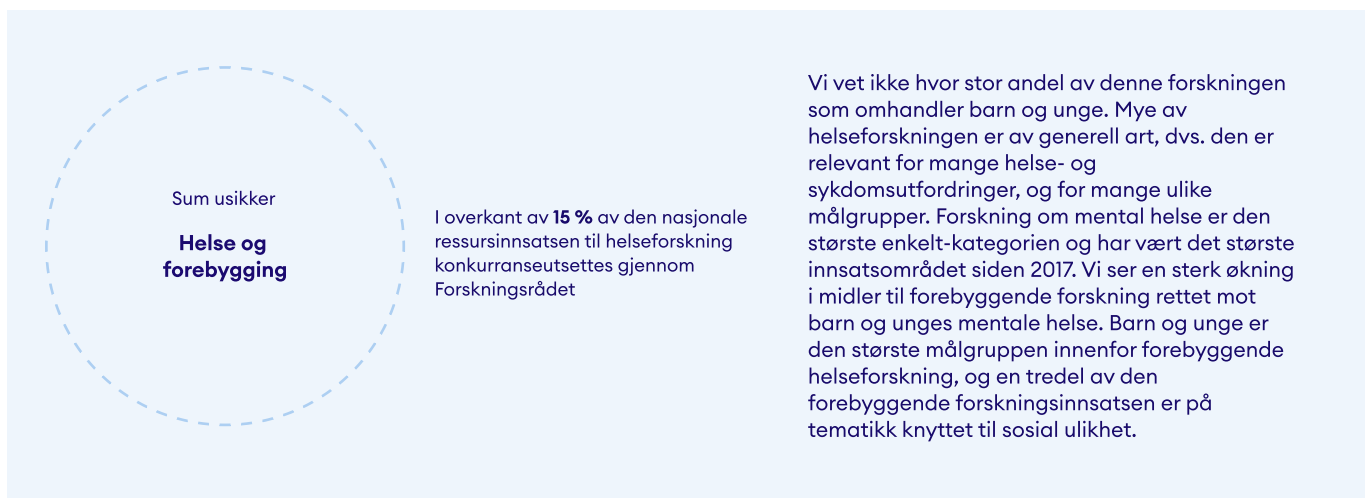 Sum usikker
Helse og
forebygging
I overkant av 15 % av den nasjonale
ressursinnsatsen til helseforskning
konkurranseutsettes gjennom
Forskningsrådet
Vi vet ikke hvor stor andel av denne forskningen
som omhandler barn og unge. Mye av
helseforskningen er av generell art, dvs. den er
relevant for mange helse- og
sykdomsutfordringer, og for mange ulike
målgrupper. Forskning om mental helse er den
største enkelt-kategorien og har vært det største
innsatsområdet siden 2017. Vi ser en sterk økning
i midler til forebyggende forskning rettet mot
barn og unges mentale helse. Barn og unge er
den største målgruppen innenfor forebyggende
helseforskning, og en tredel av den
forebyggende forskningsinnsatsen er på
tematikk knyttet til sosial ulikhet.